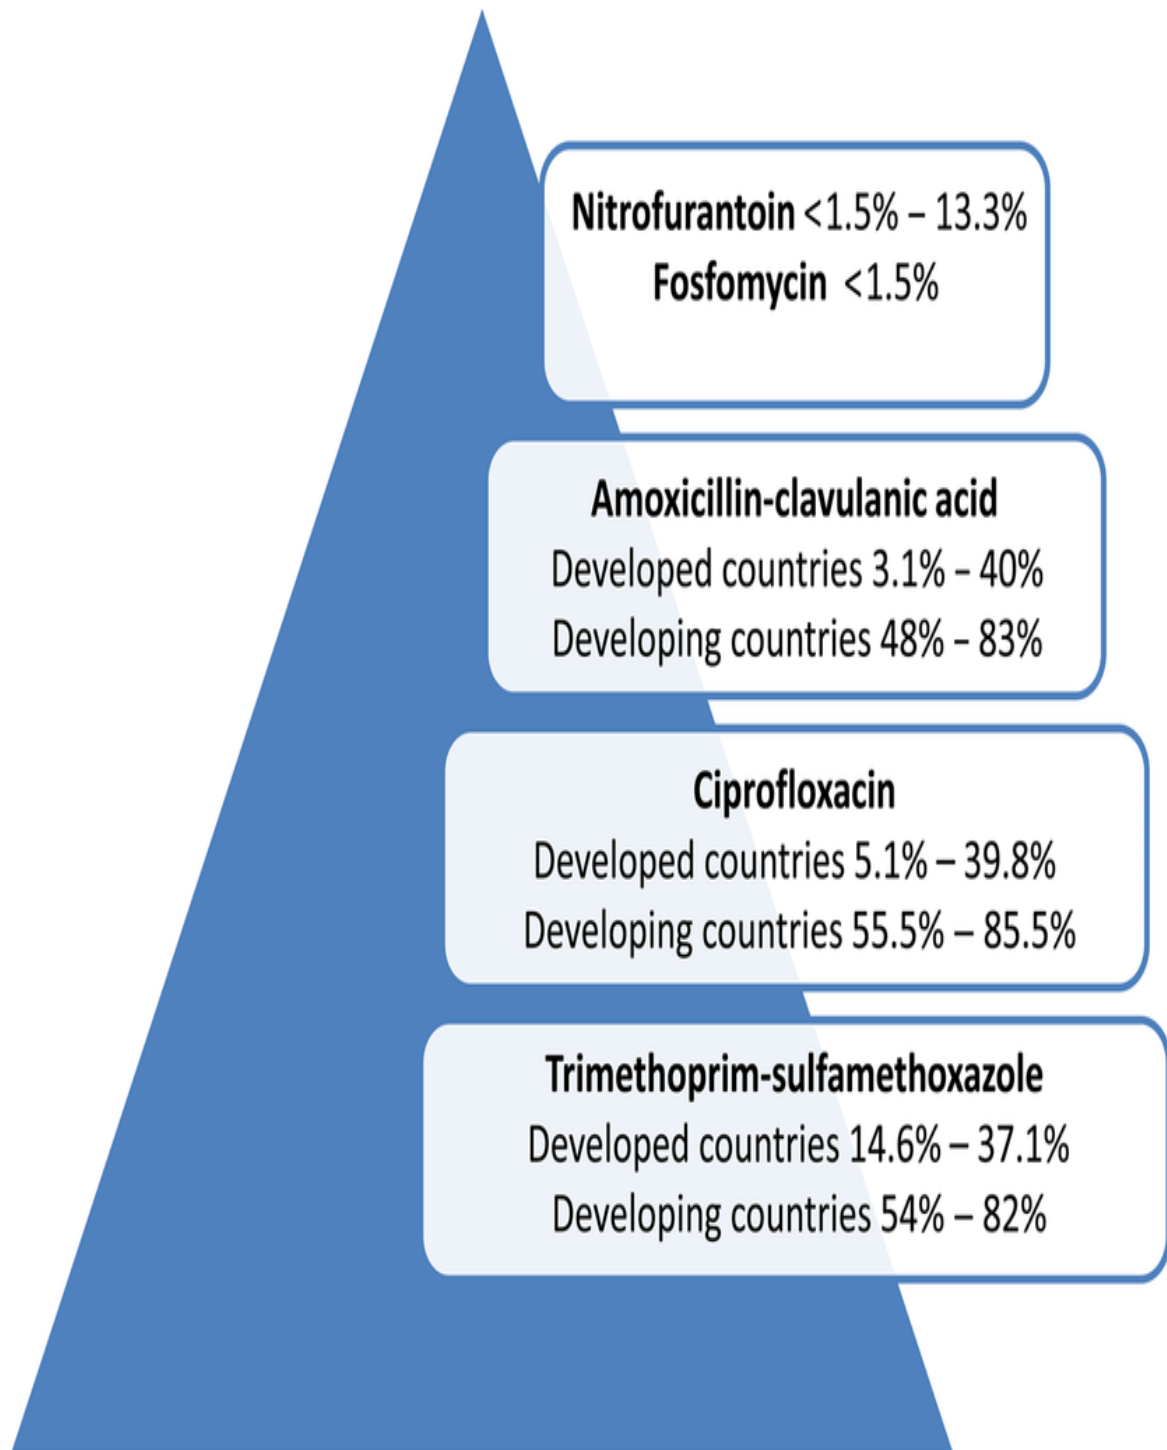 Nitrofurantoin <1.5% – 13.3%
Fosfomycin <1.5%
Amoxicillin-clavulanic acid
Developed countries 3.1% – 40%
Developing countries 48% – 83%
Ciprofloxacin
Developed countries 5.1% – 39.8%
Developing countries 55.5% – 85.5%
Trimethoprim-sulfamethoxazole
Developed countries 14.6% – 37.1%
Developing countries 54% – 82%